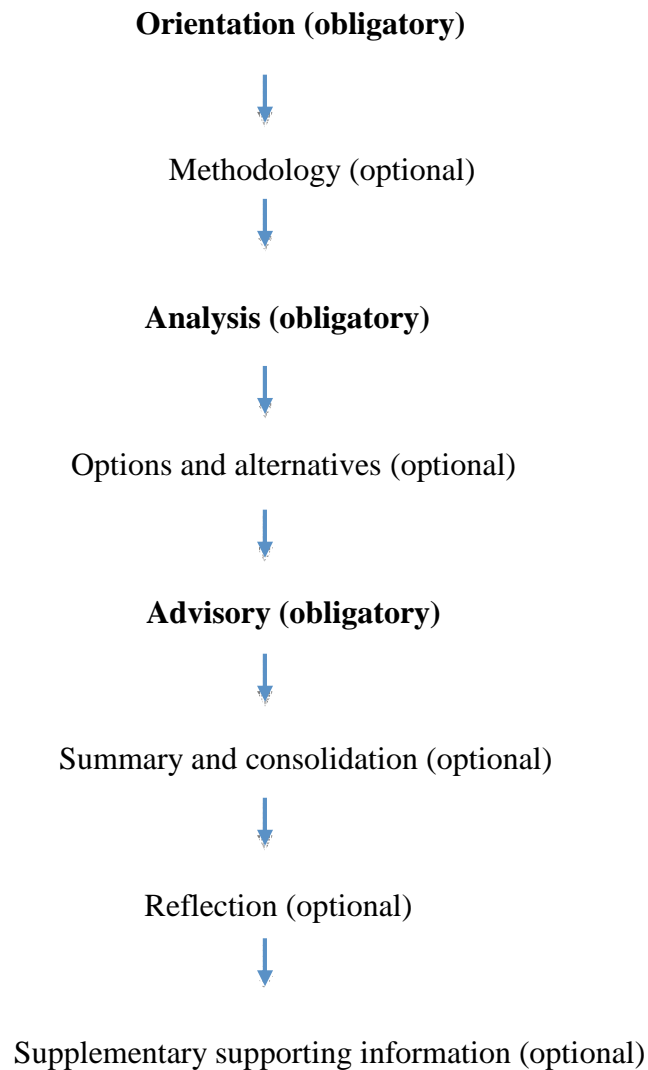 Orientation (obligatory)
Methodology (optional)
Analysis (obligatory)
Options and alternatives (optional)
Advisory (obligatory)
Summary and consolidation (optional)
Reflection (optional)
Supplementary supporting information (optional)